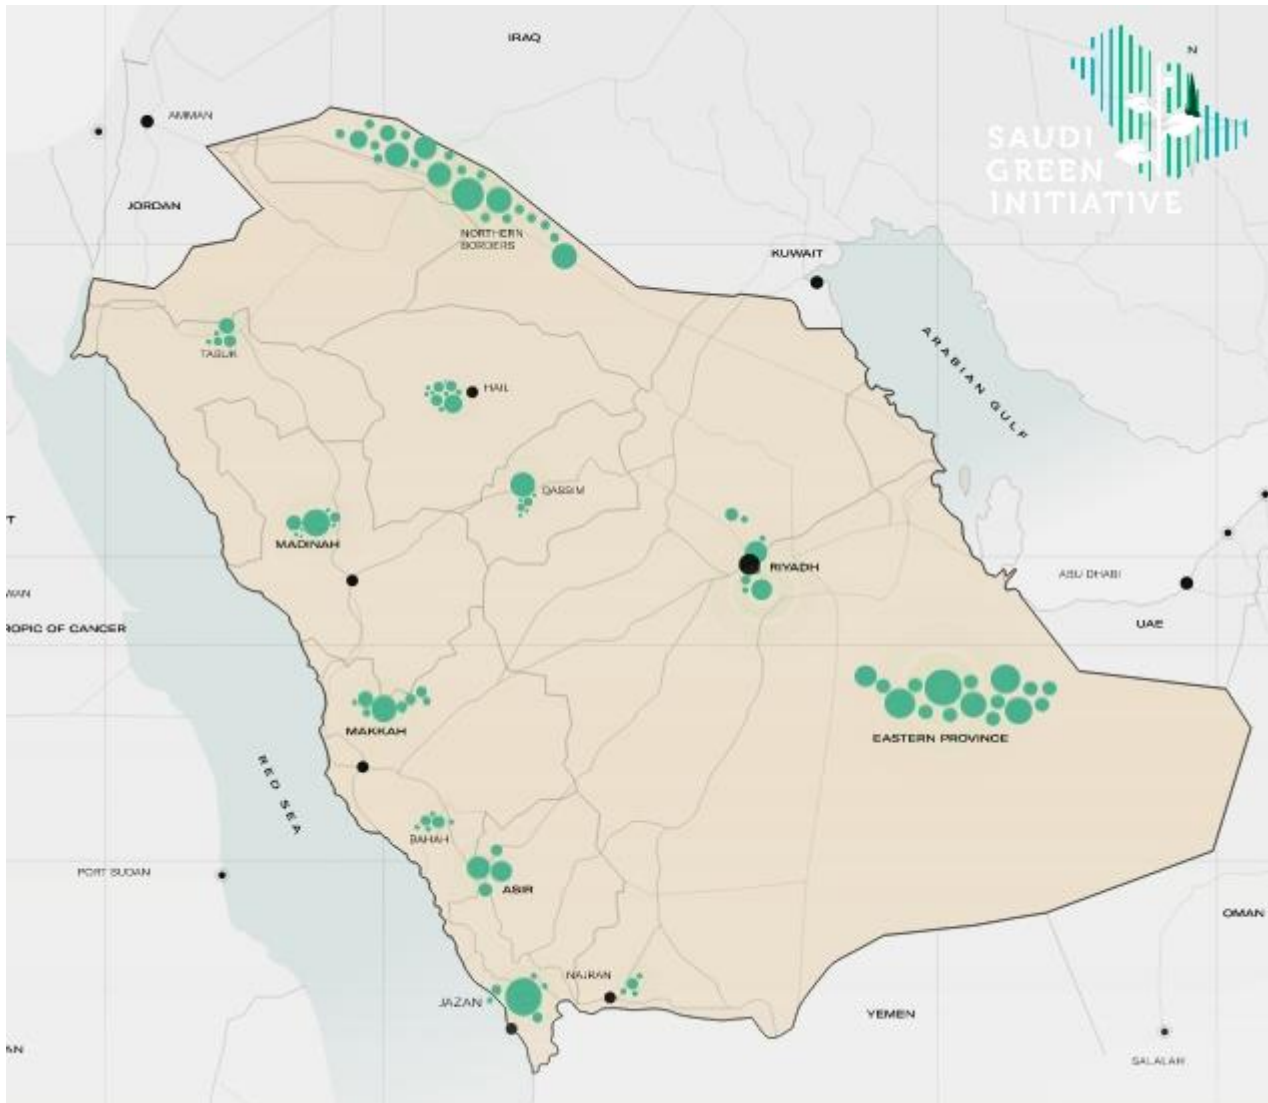 IRAQ
N
SAUDI
GREEN
INITIATIVE
AMMAN
JORDAN
NORTHERN
BORDERS
KUWAIT
ARABIAN GULF
TABUK
HAIL
QASSIM
MADINAH
RIYADH
ABU DHABI
UAE
ROPIC OF CANCER
MAKKAH
EASTERN PROVINCE
RED SEA
BAHAH
PORT SUDAN
ASIR
OMAN
NAJRAN
JAZAN
YEMEN
SALALAH